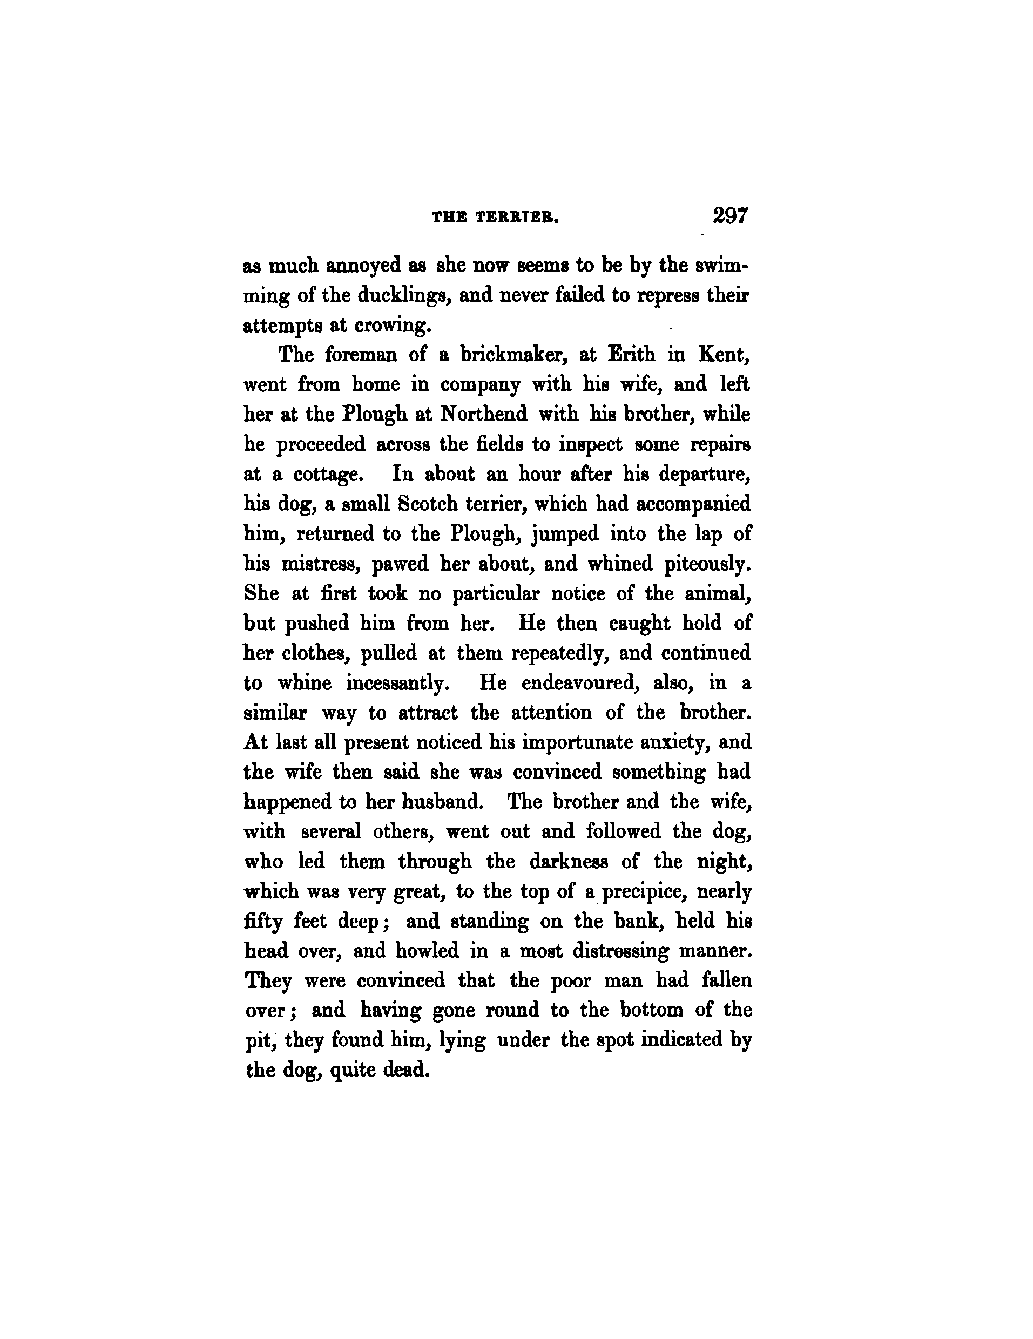 THE TERRIER. 297
as much annoyed as she now seems to be by the swim-
ming of the ducklings, and never failed to repress their
attempts at crowing.
The foreman of a brickmaker, at Erith in Kent,
went from home in company with his wife, and left
her at the Plough at Northend with his brother, while
he proceeded across the fields to inspect some repairs
at a cottage. In about an hour after his departure,
his dog, a small Scotch terrier, which had accompanied
him, returned to the Plough, jumped into the lap of
his mistress, pawed her about, and whined piteously.
She at first took no particular notice of the animal,
but pushed him from her. He then caught hold of
her clothes, pulled at them repeatedly, and continued
to whine incessantly. He endeavoured, also, in a
similar way to attract the attention of the brother.
At last all present noticed his importunate anxiety, and
the wife then said she was convinced something had
happened to her husband. The brother and the wife,
with several others, went out and followed the dog,
who led them through the darkness of the night,
which was very great, to the top of a precipice, nearly
fifty feet deep; and standing on the bank, held his
head over, and howled in a most distressing manner.
They were convinced that the poor man had fallen
over; and having gone round to the bottom of the
pit, they found him, lying under the spot indicated by
the dog, quite dead.